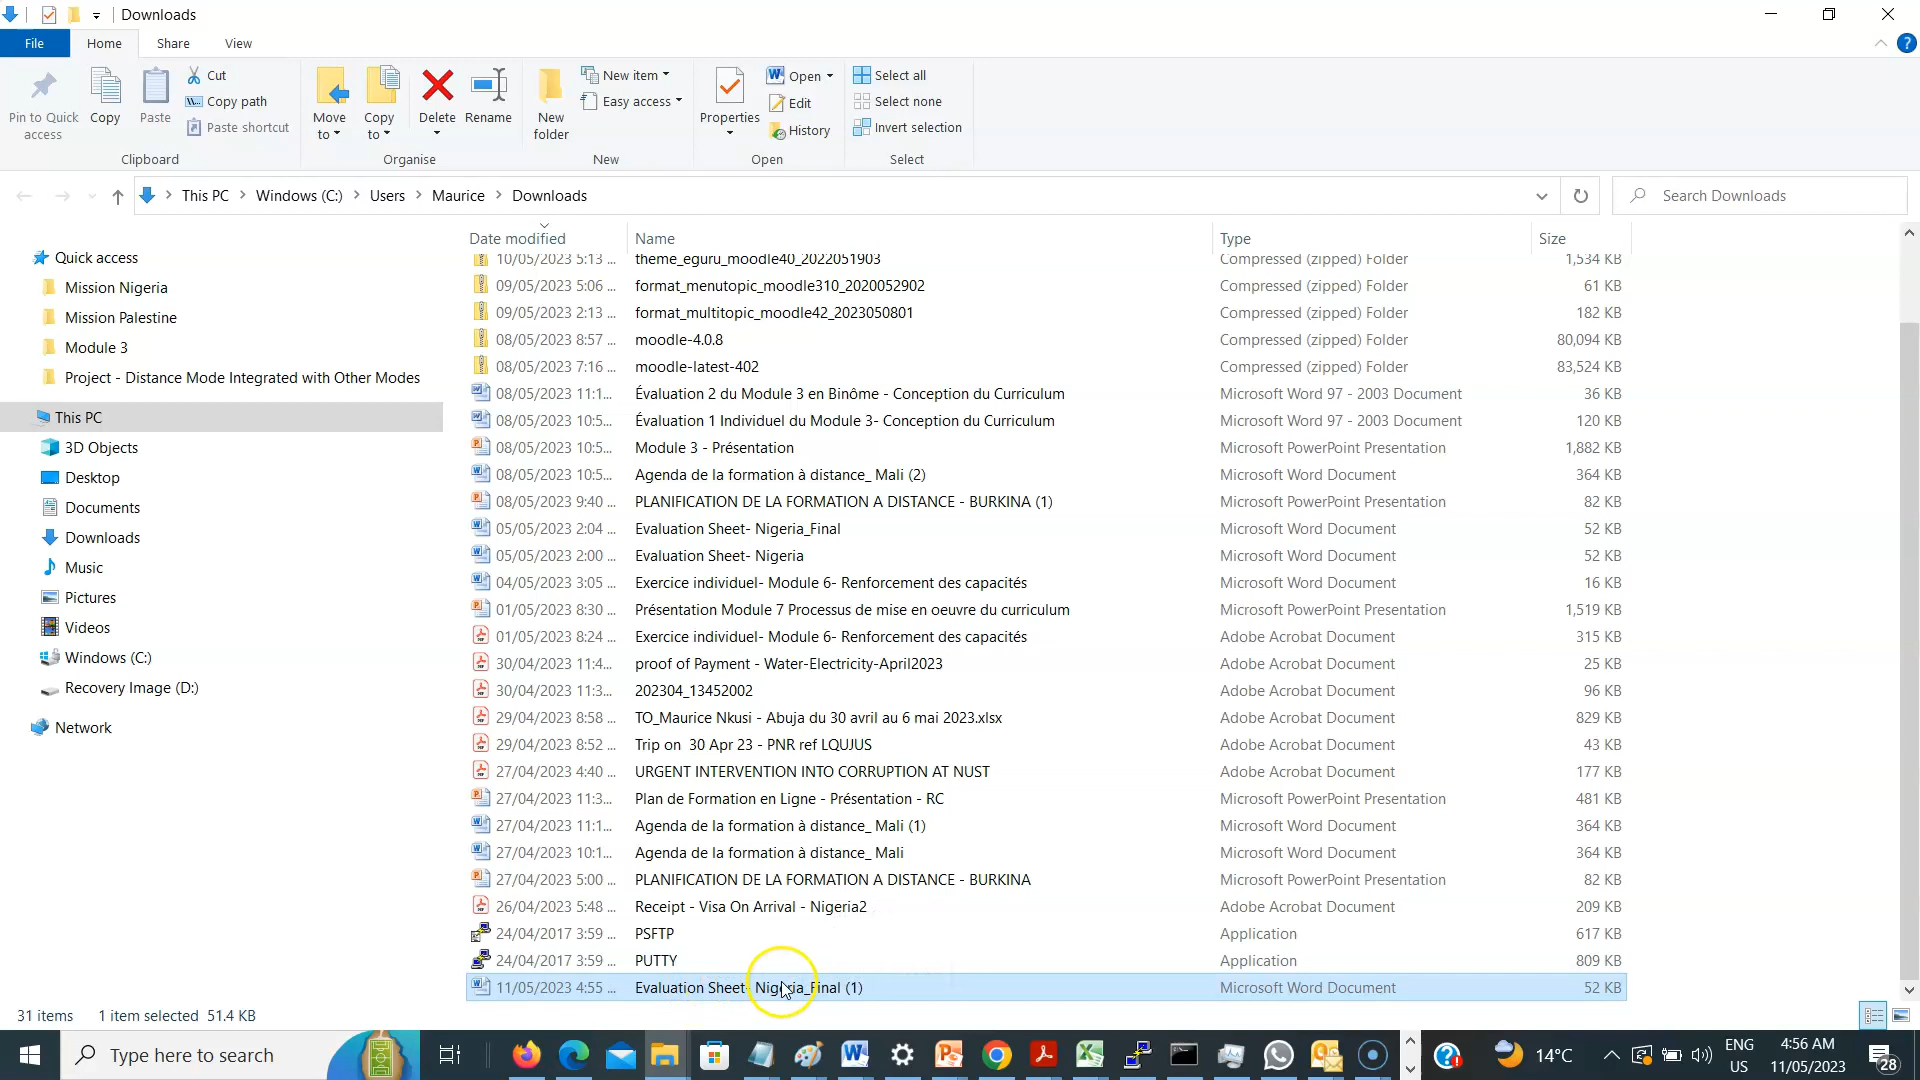 Downloads
File Home Share View
Pin to Quick access
Copy
Paste
Cut
Copy path
Paste shortcut
Clipboard
Move to
Copy to
Delete
Rename
Organise
New folder
New item
Easy access
New
Properties
Open
Edit
History
Open
Select all
Select none
Invert selection
Select
This PC > Windows (C:) > Users > Maurice > Downloads
Search Downloads
Quick access
Mission Nigeria
Mission Palestine
Module 3
Project - Distance Mode Integrated with Other Modes
This PC
3D Objects
Desktop
Documents
Downloads
Music
Pictures
Videos
Windows (C:)
Recovery Image (D:)
Network
Date modified Name Type Size
10/05/2023 5:13 ... theme_eguru_moodle40_2022051903 Compressed (zipped) Folder 1,534 KB
09/05/2023 5:06 ... format_menutopic_moodle310_2020052902 Compressed (zipped) Folder 61 KB
09/05/2023 2:13 ... format_multitopic_moodle42_2023050801 Compressed (zipped) Folder 182 KB
08/05/2023 8:57 ... moodle-4.0.8 Compressed (zipped) Folder 80,094 KB
08/05/2023 7:16 ... moodle-latest-402 Compressed (zipped) Folder 83,524 KB
08/05/2023 11:1... Évaluation 2 du Module 3 en Binôme - Conception du Curriculum Microsoft Word 97 - 2003 Document 36 KB
08/05/2023 10:5... Évaluation 1 Individuel du Module 3- Conception du Curriculum Microsoft Word 97 - 2003 Document 120 KB
08/05/2023 10:5... Module 3 - Présentation Microsoft PowerPoint Presentation 1,882 KB
08/05/2023 10:5... Agenda de la formation à distance_ Mali (2) Microsoft Word Document 364 KB
08/05/2023 9:40 ... PLANIFICATION DE LA FORMATION A DISTANCE - BURKINA (1) Microsoft PowerPoint Presentation 82 KB
05/05/2023 2:04 ... Evaluation Sheet- Nigeria_Final Microsoft Word Document 52 KB
05/05/2023 2:00 ... Evaluation Sheet- Nigeria Microsoft Word Document 52 KB
04/05/2023 3:05 ... Exercice individuel- Module 6- Renforcement des capacités Microsoft Word Document 16 KB
01/05/2023 8:30 ... Présentation Module 7 Processus de mise en oeuvre du curriculum Microsoft PowerPoint Presentation 1,519 KB
01/05/2023 8:24 ... Exercice individuel- Module 6- Renforcement des capacités Adobe Acrobat Document 315 KB
30/04/2023 11:4... proof of Payment - Water-Electricity-April2023 Adobe Acrobat Document 25 KB
30/04/2023 11:3... 202304_13452002 Adobe Acrobat Document 96 KB
29/04/2023 8:58 ... TO_Maurice Nkusi - Abuja du 30 avril au 6 mai 2023.xlsx Adobe Acrobat Document 829 KB
29/04/2023 8:52 ... Trip on 30 Apr 23 - PNR ref LQUJUS Adobe Acrobat Document 43 KB
27/04/2023 4:40 ... URGENT INTERVENTION INTO CORRUPTION AT NUST Adobe Acrobat Document 177 KB
27/04/2023 11:3... Plan de Formation en Ligne - Présentation - RC Microsoft PowerPoint Presentation 481 KB
27/04/2023 11:1... Agenda de la formation à distance_ Mali (1) Microsoft Word Document 364 KB
27/04/2023 10:1... Agenda de la formation à distance_ Mali Microsoft Word Document 364 KB
27/04/2023 5:00 ... PLANIFICATION DE LA FORMATION A DISTANCE - BURKINA Microsoft PowerPoint Presentation 82 KB
26/04/2023 5:48 ... Receipt - Visa On Arrival - Nigeria2 Adobe Acrobat Document 209 KB
24/04/2017 3:59 ... PSFTP Application 617 KB
24/04/2017 3:59 ... PUTTY Application 809 KB
11/05/2023 4:55 ... Evaluation Sheet- Nigeria_Final (1) Microsoft Word Document 52 KB
31 items 1 item selected 51.4 KB
Type here to search
14°C
ENG
US
4:56 AM
11/05/2023
28